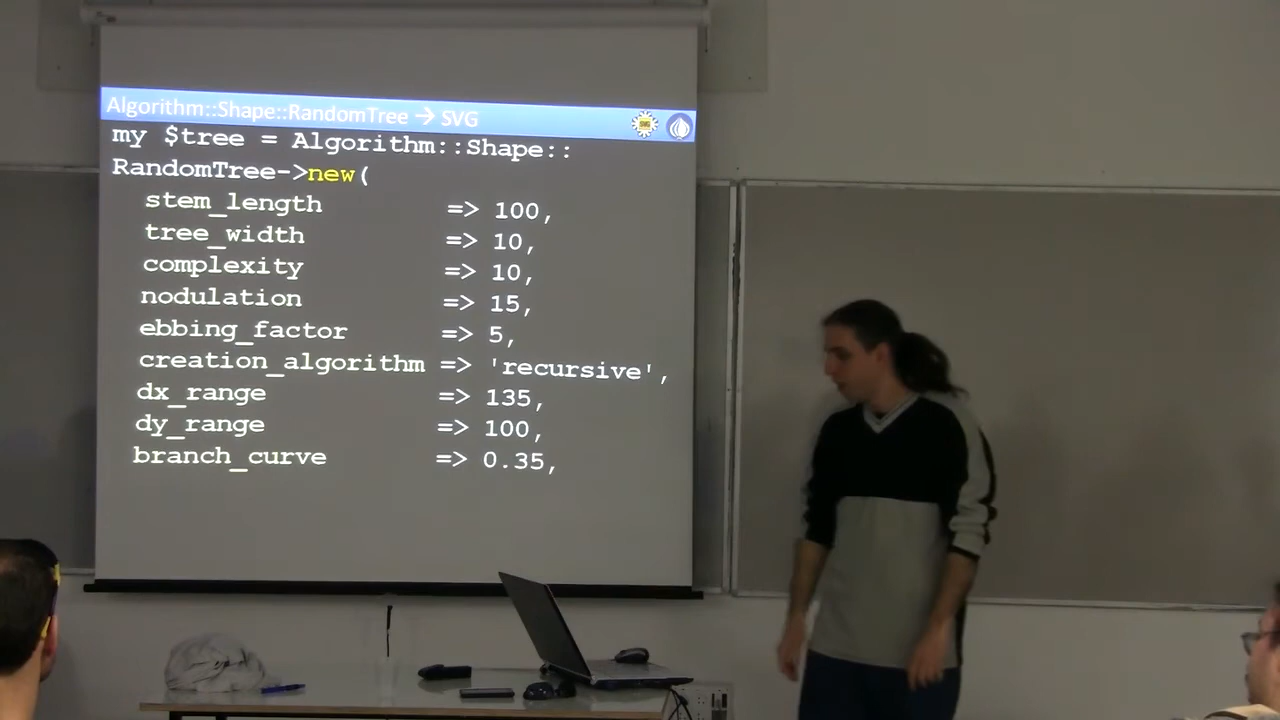 Algorithm::Shape::RandomTree → SVG
my $tree = Algorithm::Shape::
RandomTree->new(
stem_length => 100,
tree_width => 10,
complexity => 10,
nodulation => 15,
ebbing_factor => 5,
creation_algorithm => 'recursive',
dx_range => 135,
dy_range => 100,
branch_curve => 0.35,